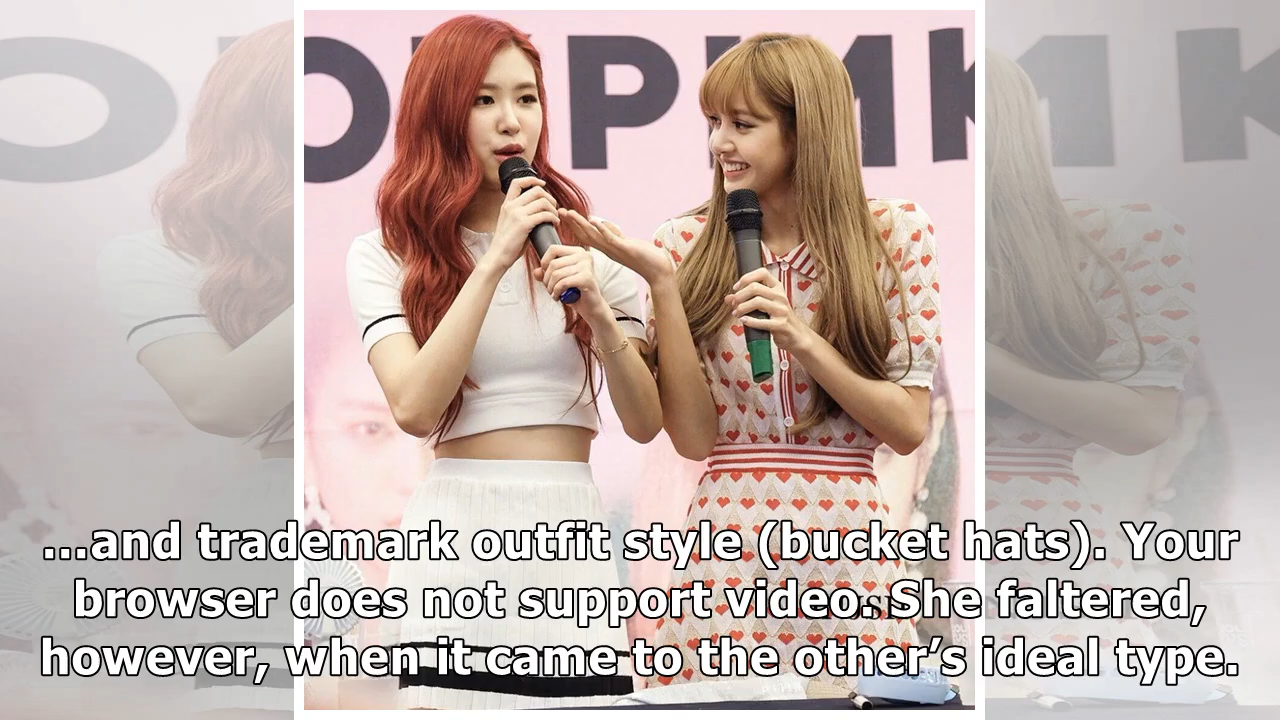 OKPINK
...and trademark outfit style (bucket hats). Your
browser does not support video. She faltered,
however, when it came to the other’s ideal type.